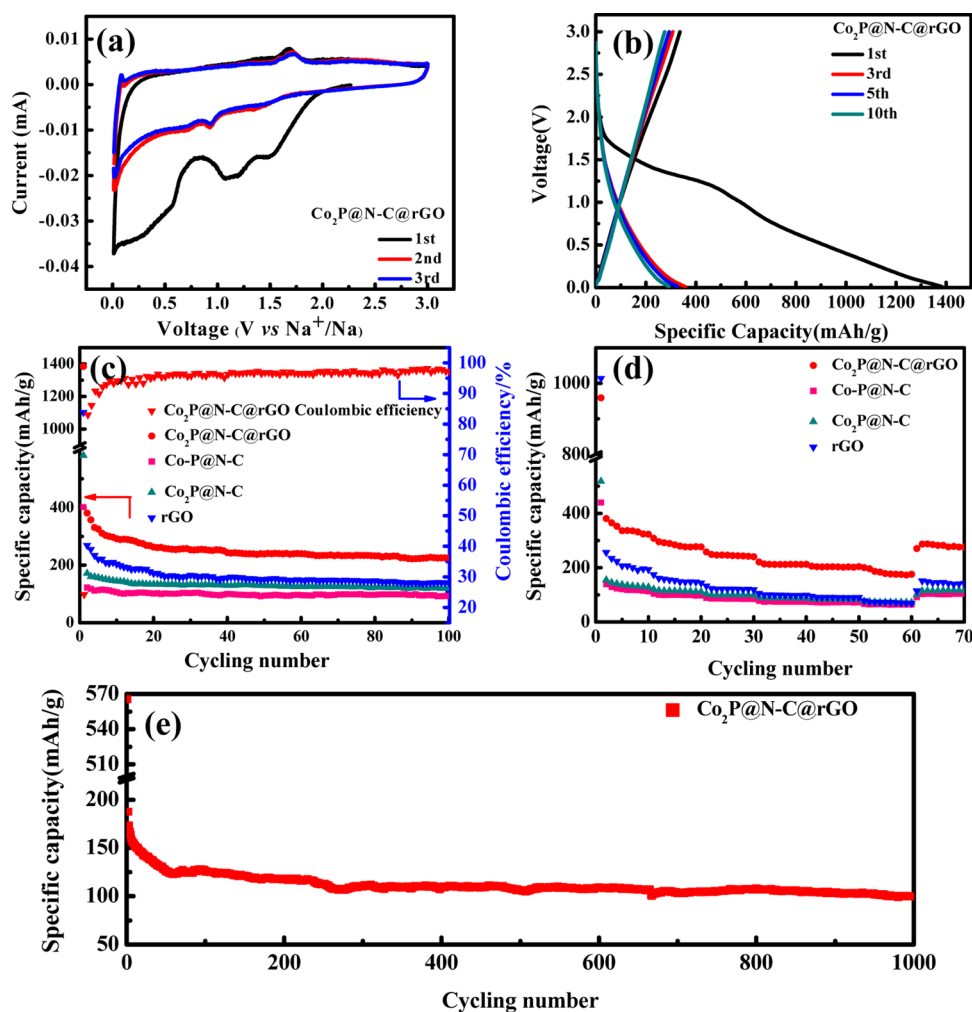 (a)
0.01
0.00
-0.01
-0.02
-0.03
-0.04
Current (mA)
Co₂P@N-C@rGO
1st
2nd
3rd
0.0 0.5 1.0 1.5 2.0 2.5 3.0
Voltage (V vs Na⁺/Na)
(b)
3.0
2.5
2.0
1.5
1.0
0.5
0.0
Voltage(V)
Co₂P@N-C@rGO
1st
3rd
5th
10th
0 200 400 600 800 1000 1200 1400
Specific Capacity(mAh/g)
(c)
1400
1200
1000
400
200
0
Specific capacity(mAh/g)
Co₂P@N-C@rGO Coulombic efficiency
Co₂P@N-C@rGO
Co-P@N-C
Co₂P@N-C
rGO
100
90
80
70
60
50
40
30
20
Coulombic efficiency/%
0 20 40 60 80 100
Cycling number
(d)
1000
800
600
400
200
0
Specific capacity(mAh/g)
Co₂P@N-C@rGO
Co-P@N-C
Co₂P@N-C
rGO
0 10 20 30 40 50 60 70
Cycling number
(e)
570
540
510
200
150
100
50
Specific capacity(mAh/g)
Co₂P@N-C@rGO
0 200 400 600 800 1000
Cycling number